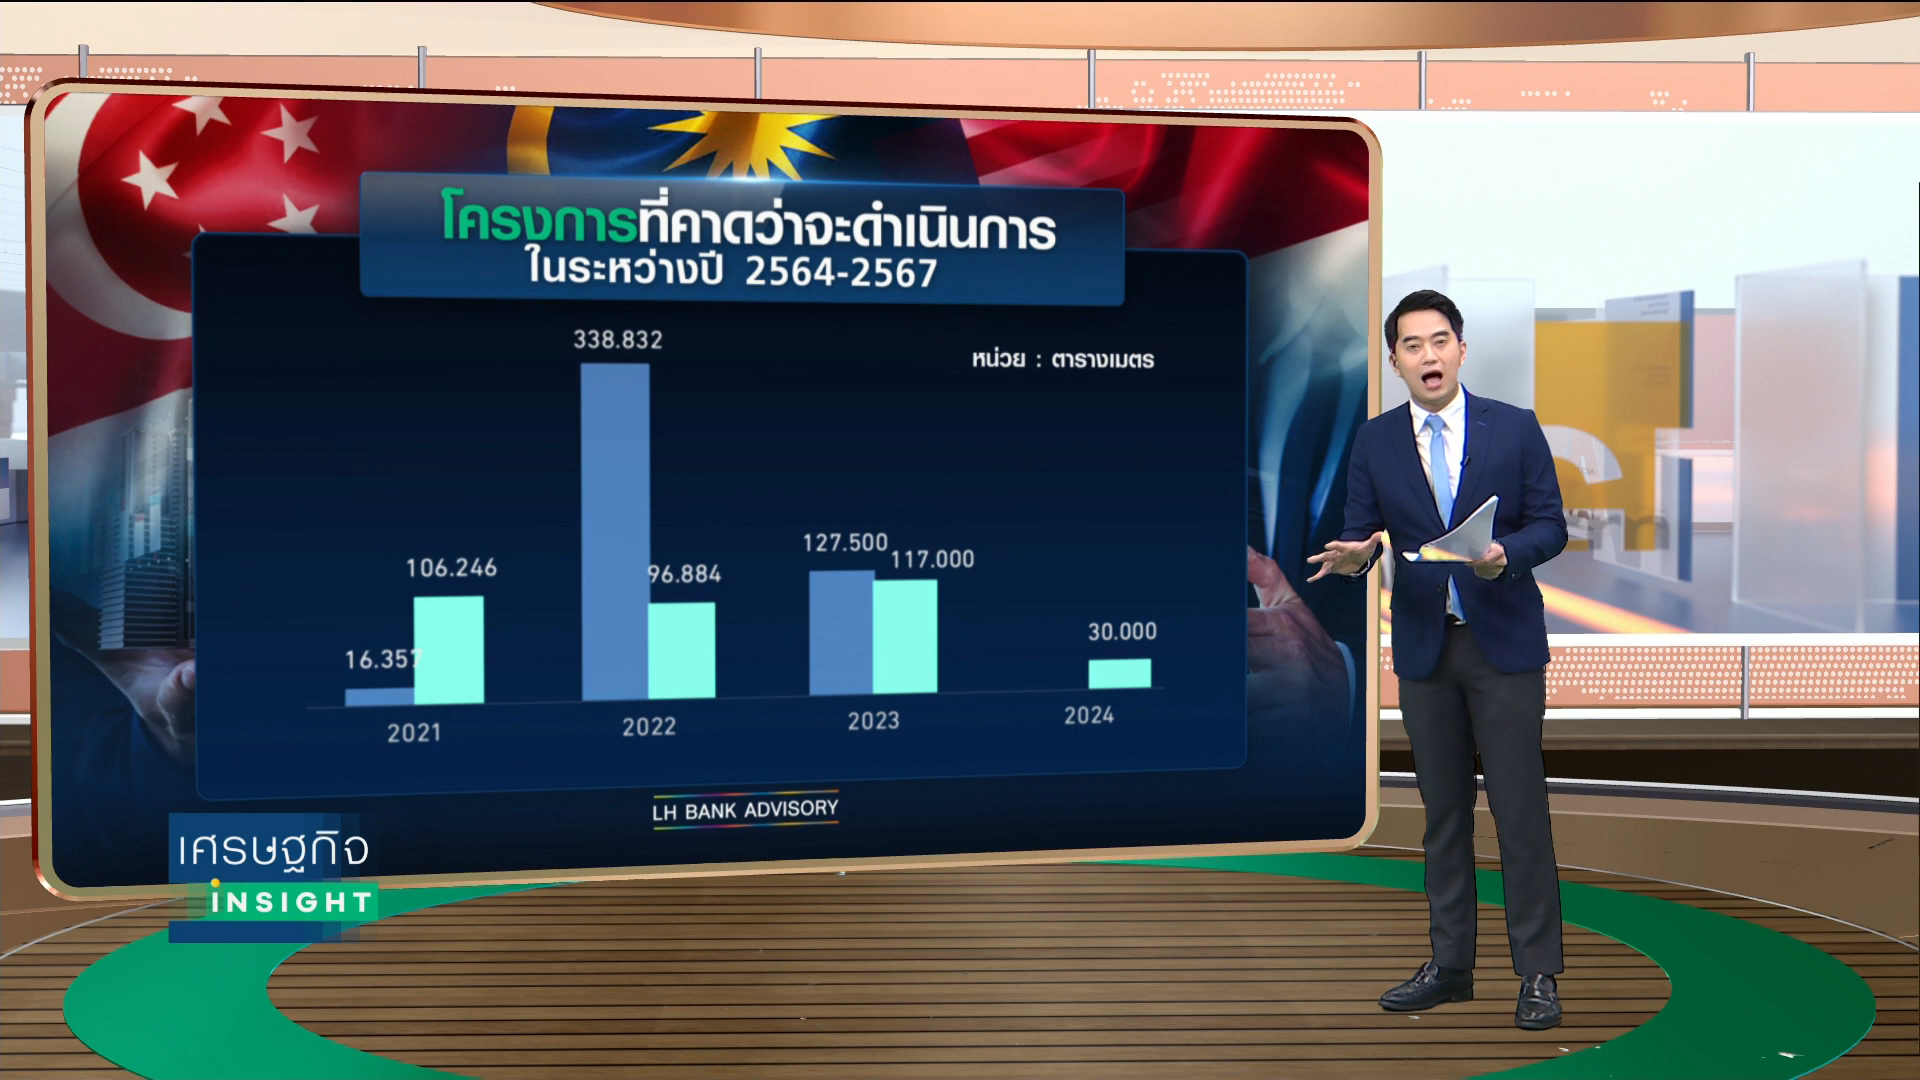 โครงการที่คาดว่าจะดำเนินการ
ในระหว่างปี 2564-2567
หน่วย : ตารางเมตร
338.832
127.500
117.000
106.246
96.884
30.000
16.357
2021
2022
2023
2024
LH BANK ADVISORY
เศรษฐกิจ
INSIGHT